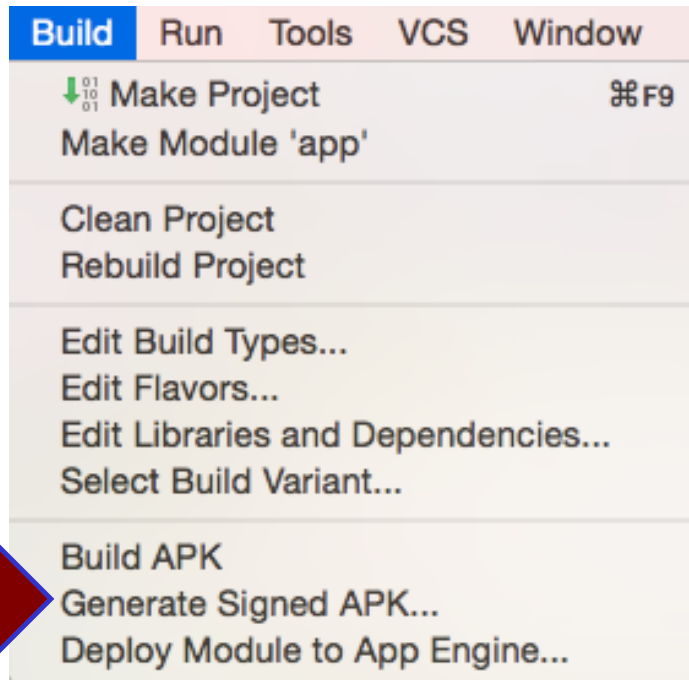 Build Run Tools VCS Window
Make Project ⌘F9
Make Module 'app'
Clean Project
Rebuild Project
Edit Build Types...
Edit Flavors...
Edit Libraries and Dependencies...
Select Build Variant...
Build APK
Generate Signed APK...
Deploy Module to App Engine...